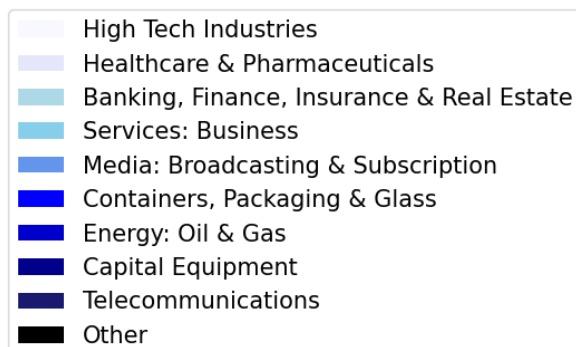 High Tech Industries
Healthcare & Pharmaceuticals
Banking, Finance, Insurance & Real Estate
Services: Business
Media: Broadcasting & Subscription
Containers, Packaging & Glass
Energy: Oil & Gas
Capital Equipment
Telecommunications
Other